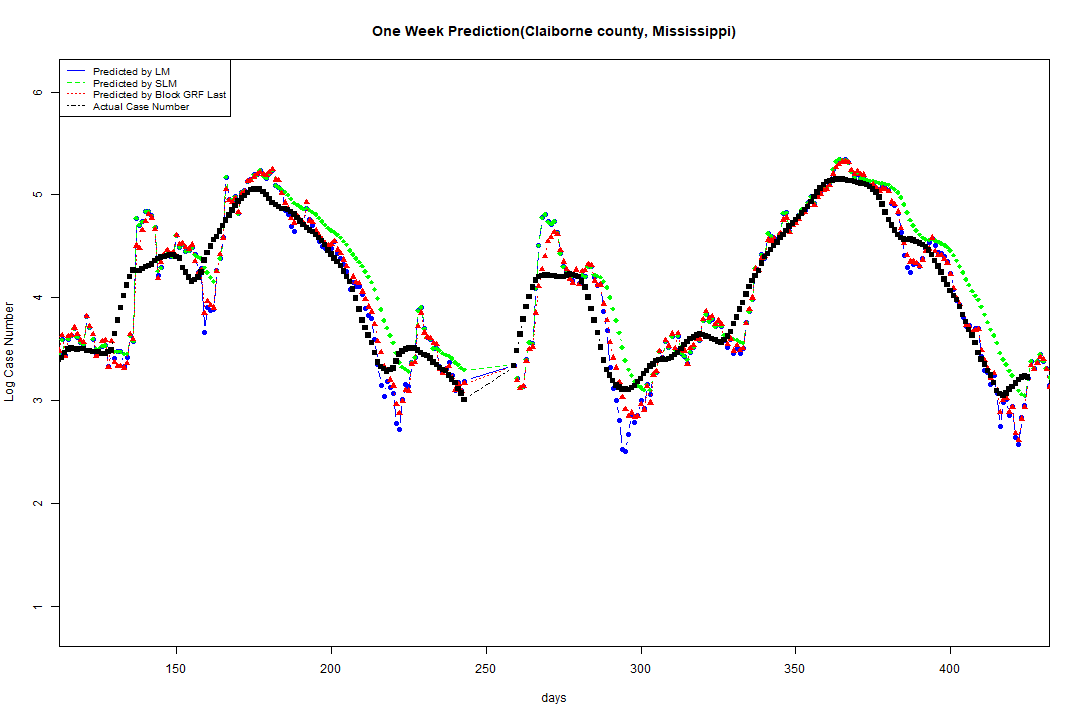 One Week Prediction(Claiborne county, Mississippi)
Predicted by LM
Predicted by SLM
Predicted by Block GRF Last
Actual Case Number
Log Case Number
6
5
4
3
2
1
150 200 250 300 350 400
days